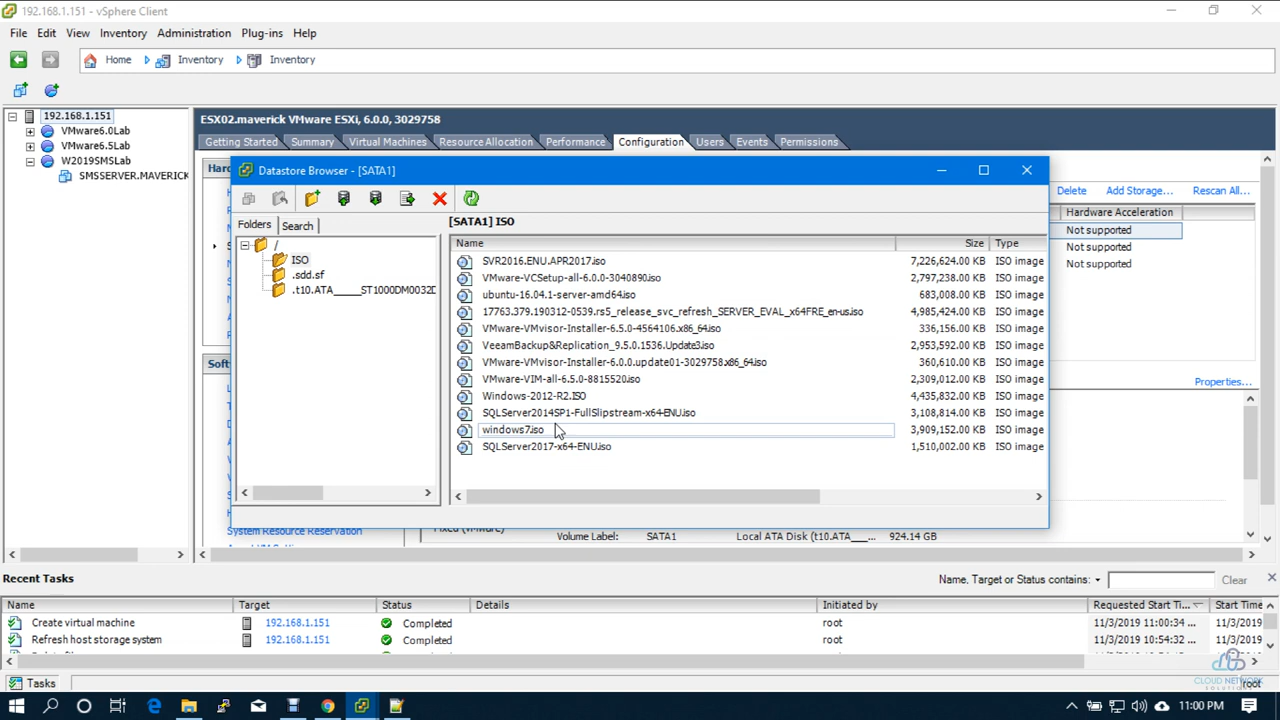 192.168.1.151 - vSphere Client
File Edit View Inventory Administration Plug-ins Help
Home Inventory Inventory
192.168.1.151
VMware6.0Lab
VMware6.5Lab
W2019SMSLab
SMSSERVER.MAVERICK
ESX02.maverick VMware ESXi, 6.0.0, 3029758
Getting Started Summary Virtual Machines Resource Allocation Performance Configuration Users Events Permissions
Delete Add Storage... Rescan All...
Hardware Acceleration
Not supported
Not supported
Not supported
Properties...
Datastore Browser - [SATA1]
Folders Search
[SATA1] ISO
/
ISO
.sdd.sf
.t10.ATA_____ST1000DM0032D
Name Size Type
SVR2016.ENU.APR2017.iso 7,226,624.00 KB ISO image
VMware-VCSetup-all-6.0.0-3040890.iso 2,797,238.00 KB ISO image
ubuntu-16.04.1-server-amd64.iso 683,008.00 KB ISO image
17763.379.190312-0539.rs5_release_svc_refresh_SERVER_EVAL_x64FRE_en-us.iso 4,985,424.00 KB ISO image
VMware-VMvisor-Installer-6.5.0-4564106.x86_64.iso 336,156.00 KB ISO image
VeeamBackup&Replication_9.5.0.1536.Update3.iso 2,953,592.00 KB ISO image
VMware-VMvisor-Installer-6.0.0.update01-3029758.x86_64.iso 360,610.00 KB ISO image
VMware-VIM-all-6.5.0-8815520.iso 2,309,012.00 KB ISO image
Windows-2012-R2.ISO 4,435,832.00 KB ISO image
SQLServer2014SP1-FullSlipstream-x64-ENU.iso 3,108,814.00 KB ISO image
windows7.iso 3,909,152.00 KB ISO image
SQLServer2017-x64-ENU.iso 1,510,002.00 KB ISO image
System Resource Reservation
Volume Label: SATA1 Local ATA Disk (t10.ATA___... 924.14 GB
Recent Tasks
Name, Target or Status contains: Clear
Name Target Status Details Initiated by Requested Start Ti... Start Time
Create virtual machine 192.168.1.151 Completed root 11/3/2019 11:00:34 ... 11/3/2019
Refresh host storage system 192.168.1.151 Completed root 11/3/2019 10:54:32 ... 11/3/2019
Tasks root
CLOUD NETWORK
SOLUTIONS
11:00 PM